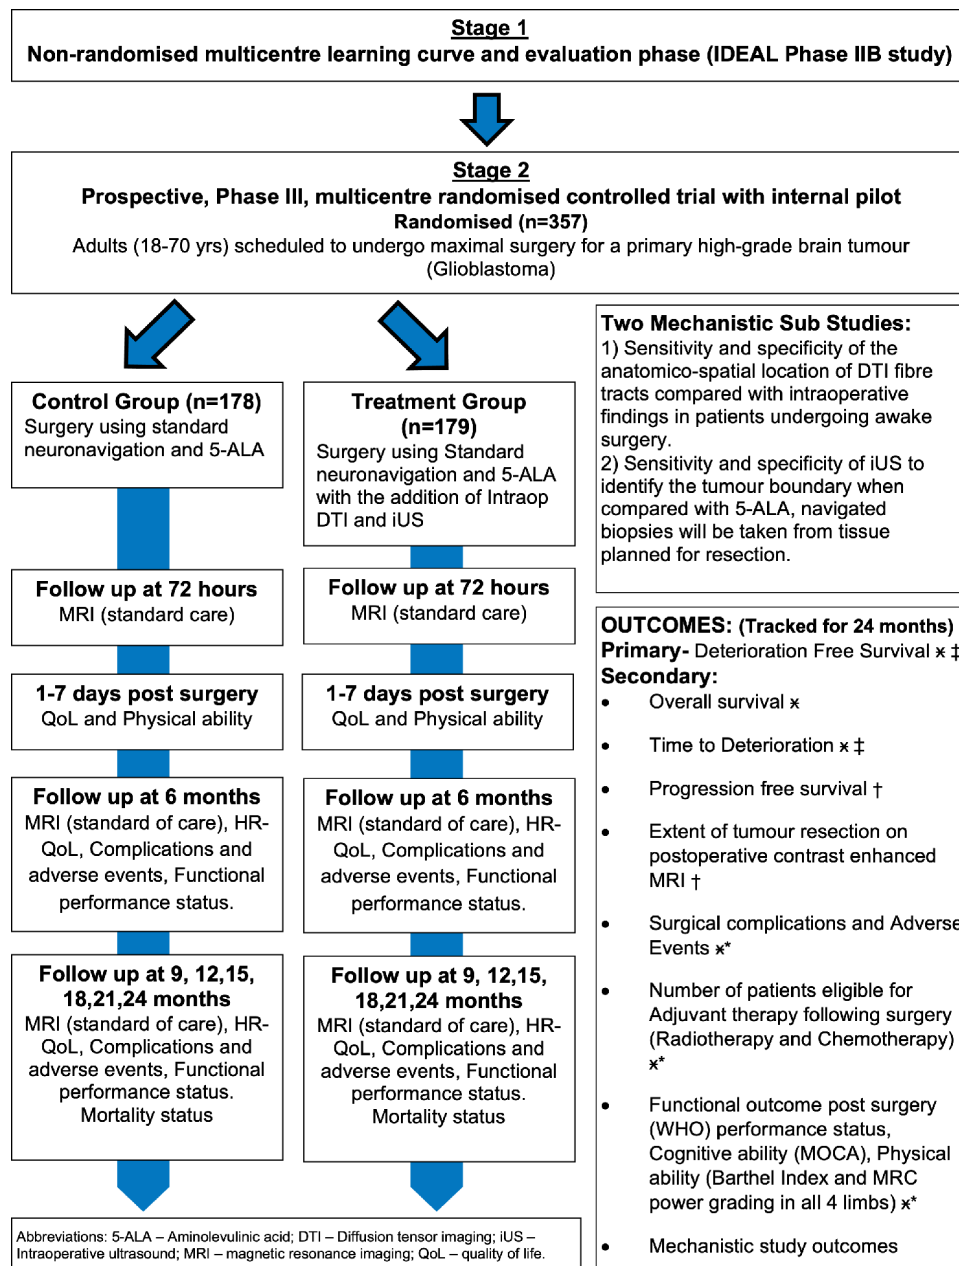 Stage 1
Non-randomised multicentre learning curve and evaluation phase (IDEAL Phase IIB study)
Stage 2
Prospective, Phase III, multicentre randomised controlled trial with internal pilot
Randomised (n=357)
Adults (18-70 yrs) scheduled to undergo maximal surgery for a primary high-grade brain tumour
(Glioblastoma)
Control Group (n=178)
Surgery using standard
neuronavigation and 5-ALA
Follow up at 72 hours
MRI (standard care)
1-7 days post surgery
QoL and Physical ability
Follow up at 6 months
MRI (standard of care), HR-
QoL, Complications and
adverse events, Functional
performance status.
Follow up at 9, 12,15,
18,21,24 months
MRI (standard of care), HR-
QoL, Complications and
adverse events, Functional
performance status.
Mortality status
Treatment Group
(n=179)
Surgery using Standard
neuronavigation and 5-ALA
with the addition of Intraop
DTI and iUS
Follow up at 72 hours
MRI (standard care)
1-7 days post surgery
QoL and Physical ability
Follow up at 6 months
MRI (standard of care), HR-
QoL, Complications and
adverse events, Functional
performance status.
Follow up at 9, 12,15,
18,21,24 months
MRI (standard of care), HR-
QoL, Complications and
adverse events, Functional
performance status.
Mortality status
Two Mechanistic Sub Studies:
1) Sensitivity and specificity of the
anatomico-spatial location of DTI fibre
tracts compared with intraoperative
findings in patients undergoing awake
surgery.
2) Sensitivity and specificity of iUS to
identify the tumour boundary when
compared with 5-ALA, navigated
biopsies will be taken from tissue
planned for resection.
OUTCOMES: (Tracked for 24 months)
Primary- Deterioration Free Survival ӿ ‡
Secondary:
• Overall survival ӿ
• Time to Deterioration ӿ ‡
• Progression free survival †
• Extent of tumour resection on
postoperative contrast enhanced
MRI †
• Surgical complications and Adverse
Events ӿ*
• Number of patients eligible for
Adjuvant therapy following surgery
(Radiotherapy and Chemotherapy)
ӿ*
• Functional outcome post surgery
(WHO) performance status,
Cognitive ability (MOCA), Physical
ability (Barthel Index and MRC
power grading in all 4 limbs) ӿ*
• Mechanistic study outcomes
Abbreviations: 5-ALA – Aminolevulinic acid; DTI – Diffusion tensor imaging; iUS –
Intraoperative ultrasound; MRI – magnetic resonance imaging; QoL – quality of life.